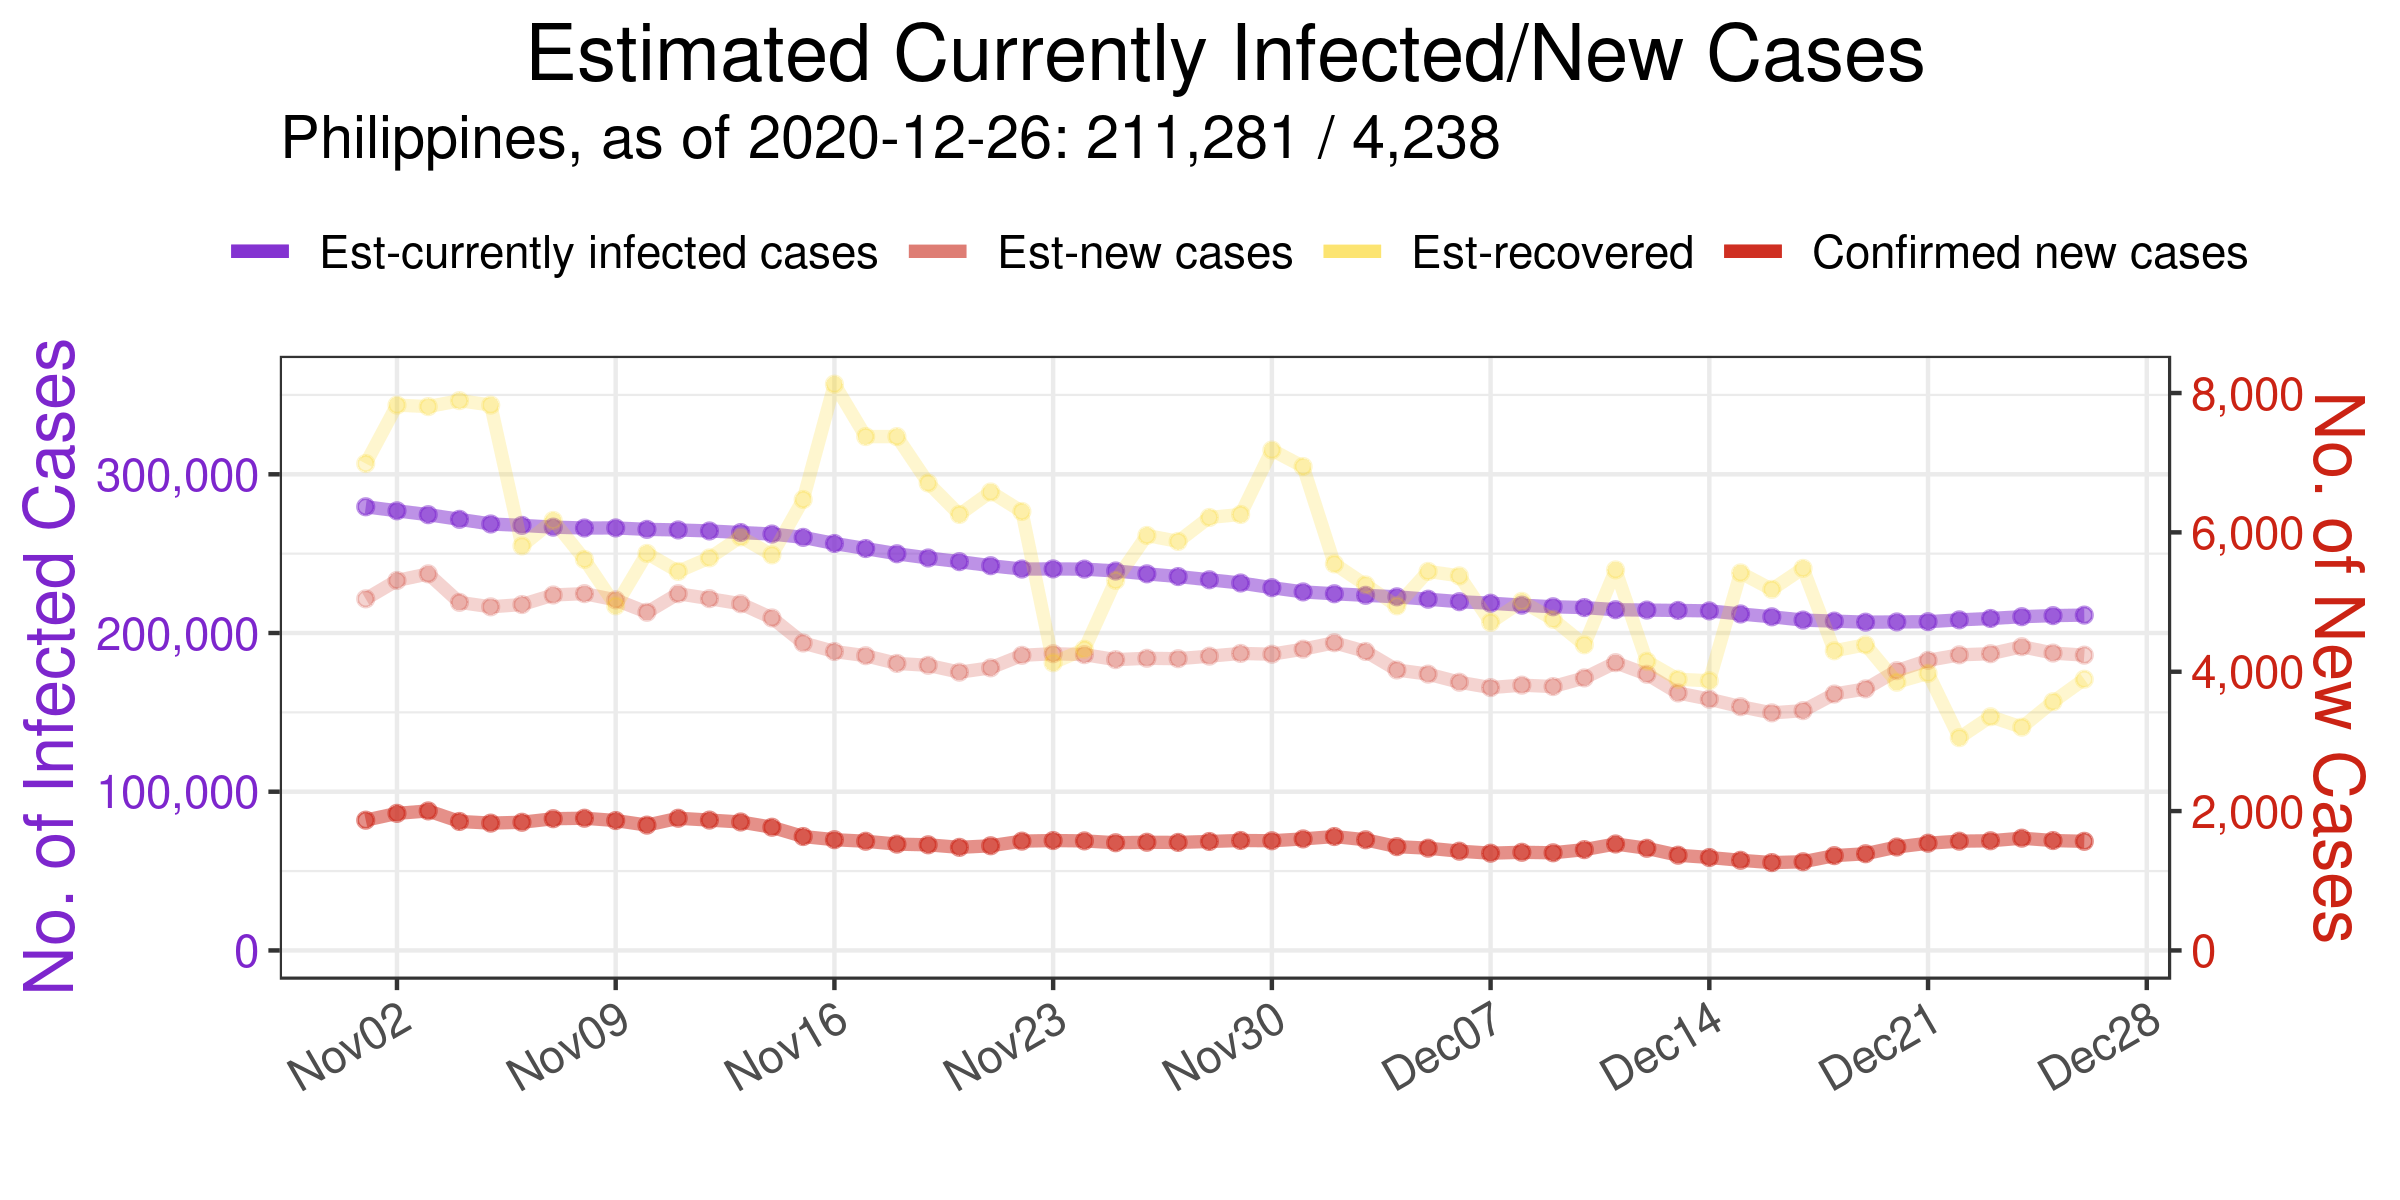 Estimated Currently Infected/New Cases
Philippines, as of 2020-12-26: 211,281 / 4,238
Est-currently infected cases Est-new cases Est-recovered Confirmed new cases
No. of Infected Cases
300,000
200,000
100,000
0
8,000
6,000
4,000
2,000
0
No. of New Cases
Nov02 Nov09 Nov16 Nov23 Nov30 Dec07 Dec14 Dec21 Dec28